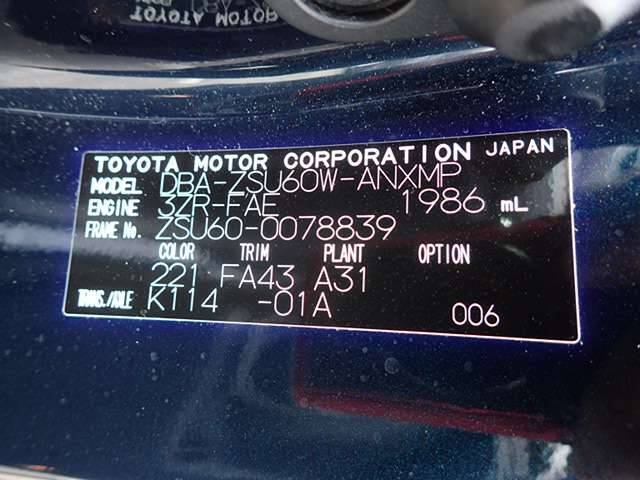 TOYOTA MOTOR CORPORATION JAPAN
MODEL DBA-ZSU60W-ANXMP
ENGINE 3ZR-FAE 1986 mL
FRAME No. ZSU60-0078839
COLOR TRIM PLANT OPTION
221 FA43 A31
TRANS./AXLE K114 -01A 006